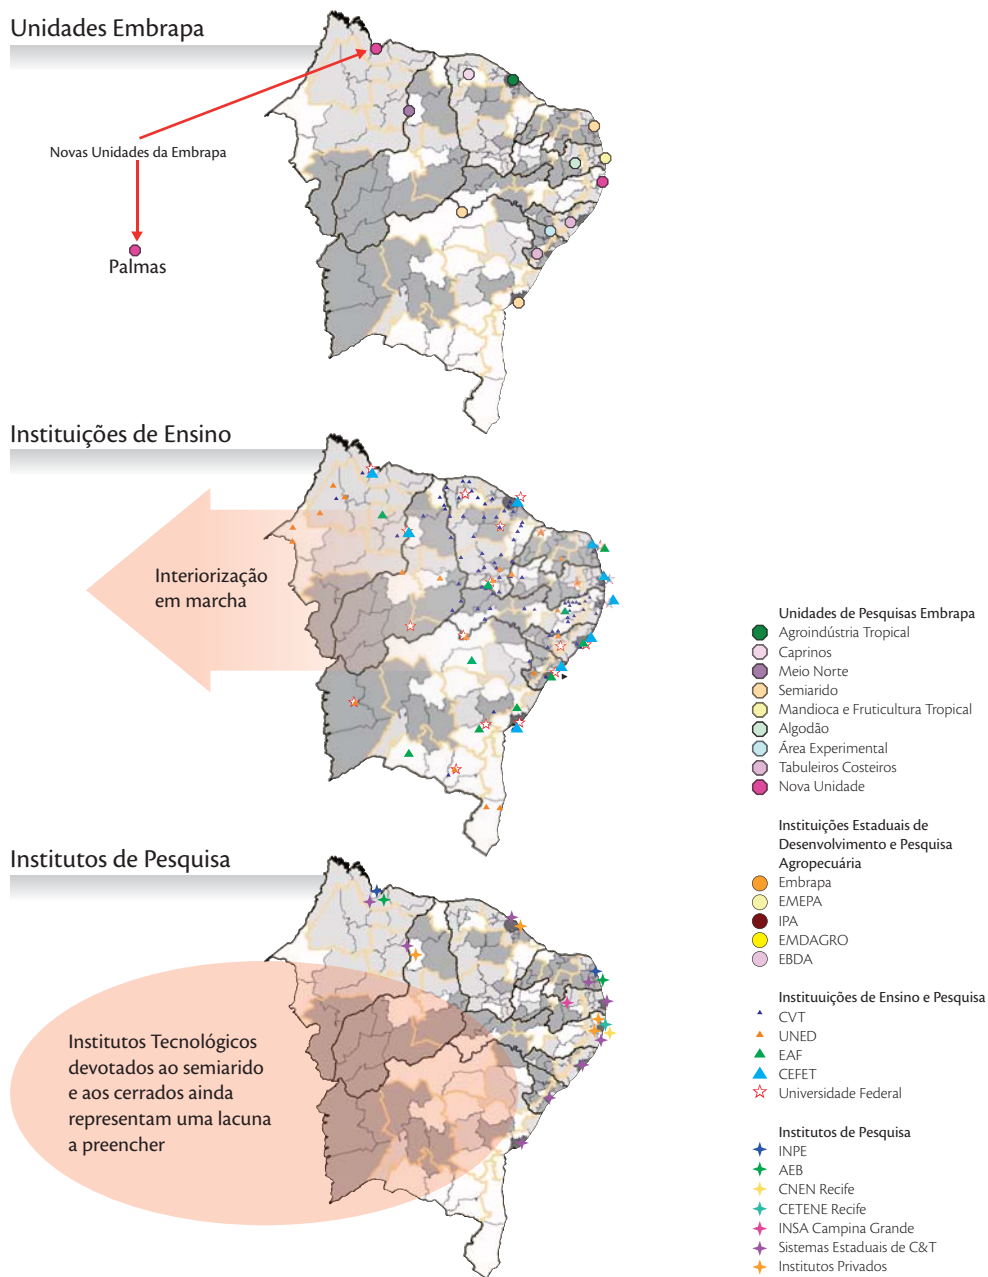 Unidades Embrapa
Novas Unidades da Embrapa
Palmas
Instituições de Ensino
Interiorização
em marcha
Institutos de Pesquisa
Institutos Tecnológicos
devotados ao semiarido
e aos cerrados ainda
representam uma lacuna
a preencher
Unidades de Pesquisas Embrapa
Agroindústria Tropical
Caprinos
Meio Norte
Semiarido
Mandioca e Fruticultura Tropical
Algodão
Área Experimental
Tabuleiros Costeiros
Nova Unidade
Instituições Estaduais de
Desenvolvimento e Pesquisa
Agropecuária
Embrapa
EMEPA
IPA
EMDAGRO
EBDA
Instituuições de Ensino e Pesquisa
CVT
UNED
EAF
CEFET
Universidade Federal
Institutos de Pesquisa
INPE
AEB
CNEN Recife
CETENE Recife
INSA Campina Grande
Sistemas Estaduais de C&T
Institutos Privados